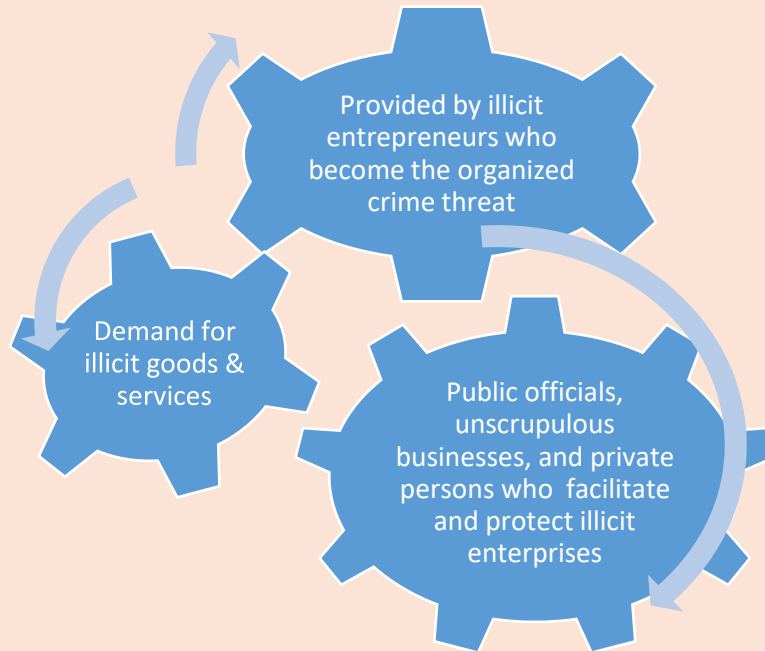 Provided by illicit
entrepreneurs who
become the organized
crime threat
Demand for
illicit goods &
services
Public officials,
unscrupulous
businesses, and private
persons who  facilitate
and protect illicit
enterprises